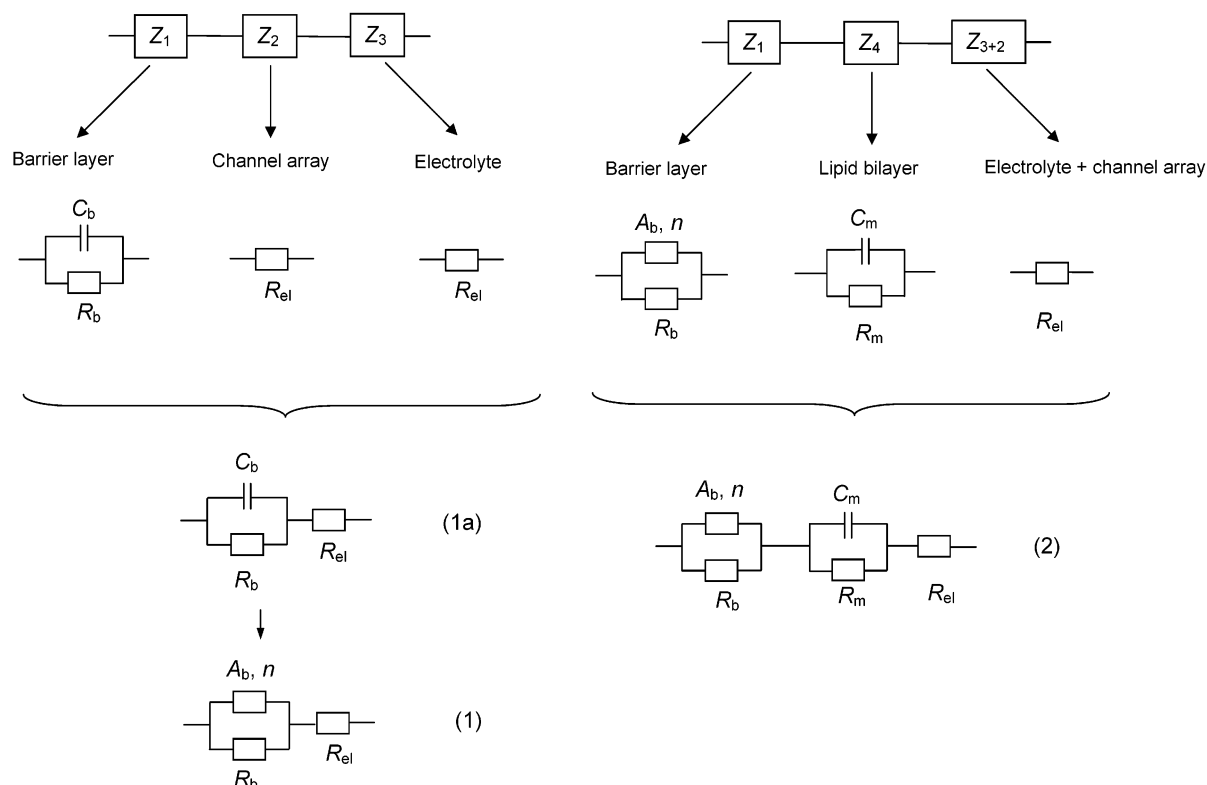 Z1 Z2 Z3
Barrier layer Channel array Electrolyte
Cb
Rb
Rel
Rel
Z1 Z4 Z3+2
Barrier layer Lipid bilayer Electrolyte + channel array
Ab, n
Rb
Cm
Rm
Rel
Cb
Rb
Rel
(1a)
Ab, n
Rb
Rel
(1)
Ab, n
Rb
Cm
Rm
Rel
(2)